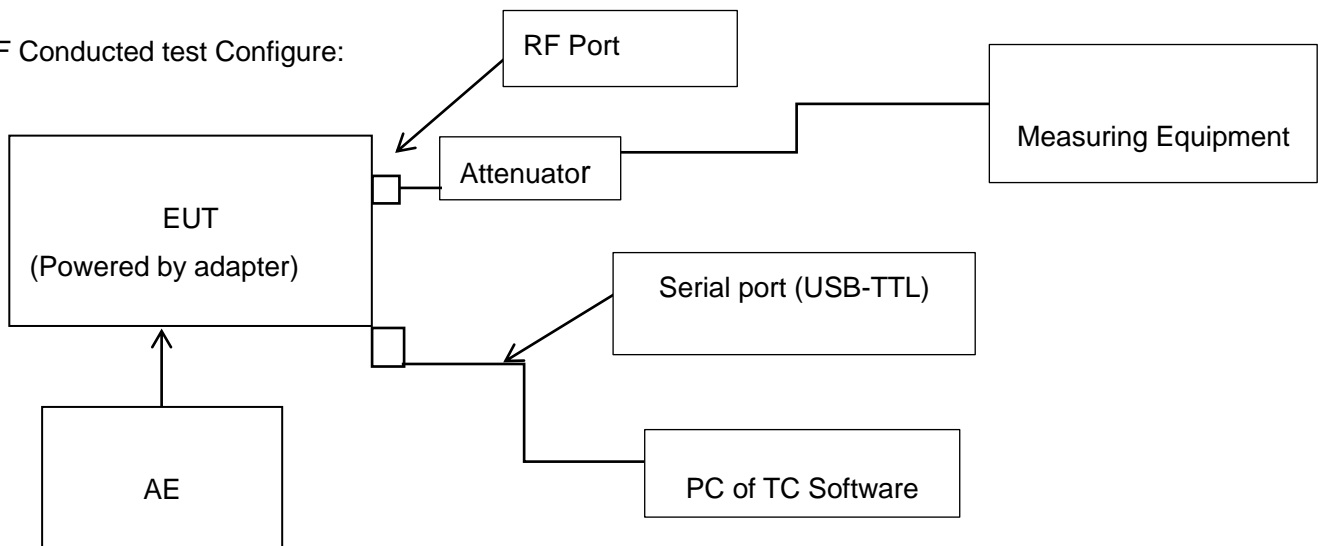 F Conducted test Configure:
RF Port
Measuring Equipment
Attenuator
EUT
(Powered by adapter)
Serial port (USB-TTL)
AE
PC of TC Software